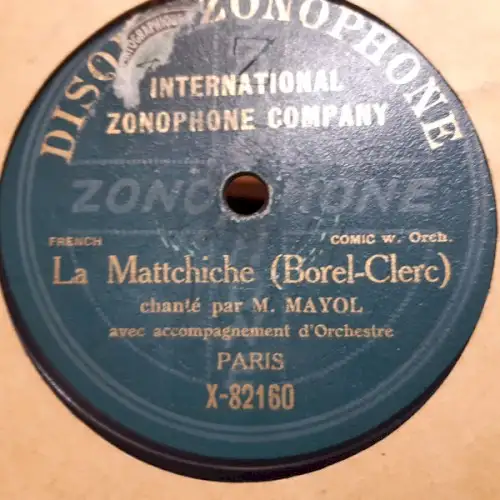 DISQUE ZONOPHONE
Z
INTERNATIONAL
ZONOPHONE COMPANY
ZONOPHONE
FRENCH
COMIC w. Orch.
La Mattchiche (Borel-Clerc)
chanté par M. MAYOL
avec accompagnement d'Orchestre
PARIS
X-82160